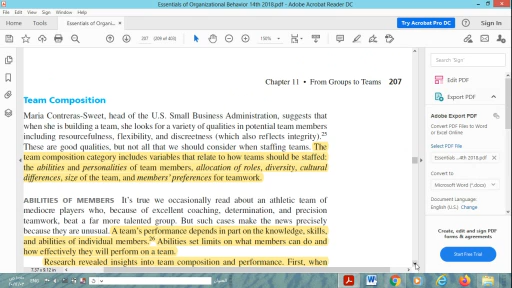 Essentials of Organizational Behavior 14th 2018.pdf - Adobe Acrobat Reader DC
File Edit View Sign Window Help
Home Tools Essentials of Organi... ×
Try Acrobat Pro DC Sign In
207 (209 of 403) 150%
Chapter 11 • From Groups to Teams 207
Team Composition
Maria Contreras-Sweet, head of the U.S. Small Business Administration, suggests that
when she is building a team, she looks for a variety of qualities in potential team members
including resourcefulness, flexibility, and discreetness (which also reflects integrity).25
These are good qualities, but not all that we should consider when staffing teams. The
team composition category includes variables that relate to how teams should be staffed:
the abilities and personalities of team members, allocation of roles, diversity, cultural
differences, size of the team, and members' preferences for teamwork.
ABILITIES OF MEMBERS It's true we occasionally read about an athletic team of
mediocre players who, because of excellent coaching, determination, and precision
teamwork, beat a far more talented group. But such cases make the news precisely
because they are unusual. A team's performance depends in part on the knowledge, skills,
and abilities of individual members.26 Abilities set limits on what members can do and
how effectively they will perform on a team.
Research revealed insights into team composition and performance. First, when
7.37 x 9.12 in
Edit PDF
Export PDF
Adobe Export PDF
Convert PDF Files to Word
or Excel Online
Select PDF File
Essentials ...4th 2018.pdf ×
Convert to
Microsoft Word (*.docx)
Document Language:
English (U.S.) Change
Create, edit and sign PDF
forms & agreements
Start Free Trial